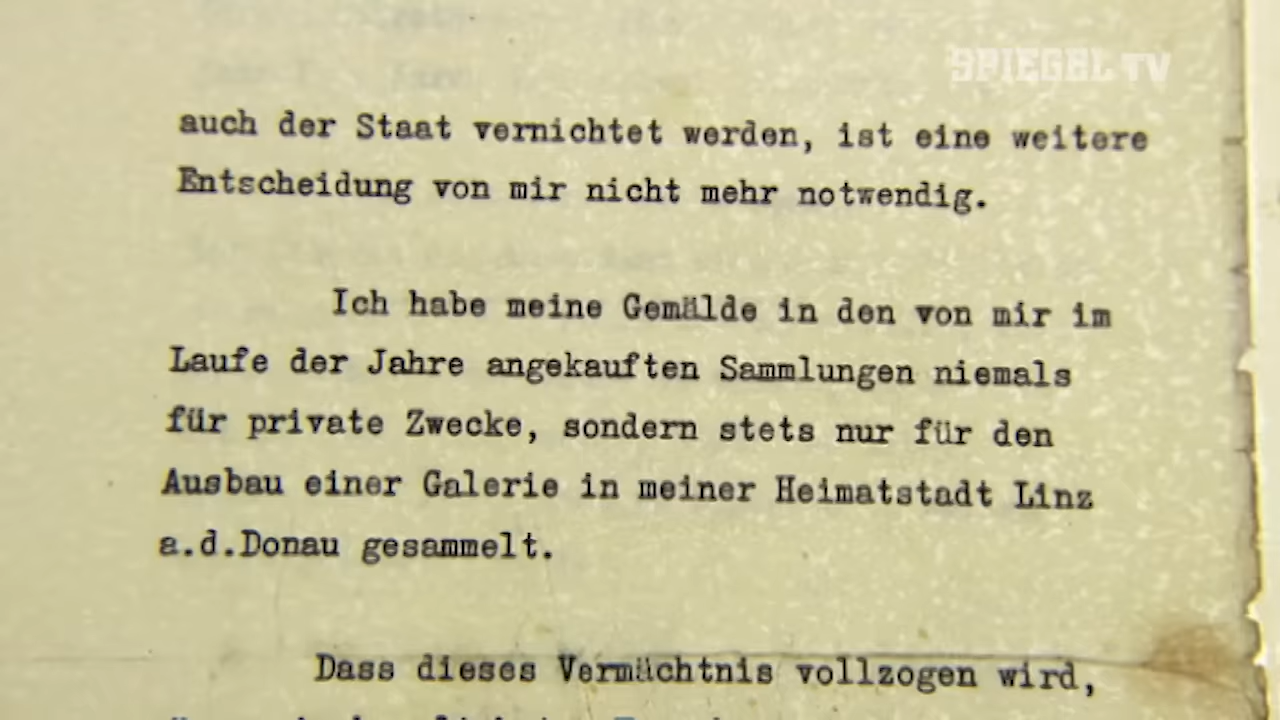 SPIEGEL TV
auch der Staat vernichtet werden, ist eine weitere
Entscheidung von mir nicht mehr notwendig.
Ich habe meine Gemälde in den von mir im
Laufe der Jahre angekauften Sammlungen niemals
für private Zwecke, sondern stets nur für den
Ausbau einer Galerie in meiner Heimatstadt Linz
a.d.Donau gesammelt.
Dass dieses Vermächtnis vollzogen wird,